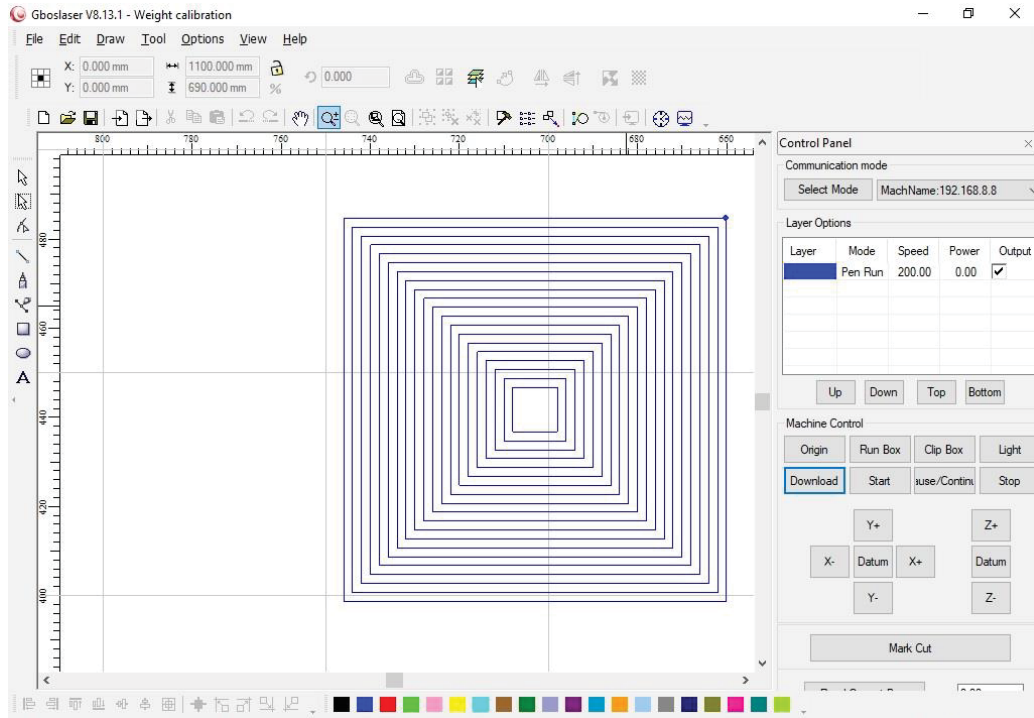 Gboslaser V8.13.1 - Weight calibration
File Edit Draw Tool Options View Help
X: 0.000 mm 1100.000 mm 0.000
Y: 0.000 mm 690.000 mm %
800 780 760 740 720 700 680 660
Control Panel
Communication mode
Select Mode MachName:192.168.8.8
Layer Options
Layer Mode Speed Power Output
Pen Run 200.00 0.00
480
460
440
420
400
Up Down Top Bottom
Machine Control
Origin Run Box Clip Box Light
Download Start ause/Continu Stop
Y+ Z+
X- Datum X+ Datum
Y- Z-
Mark Cut
A